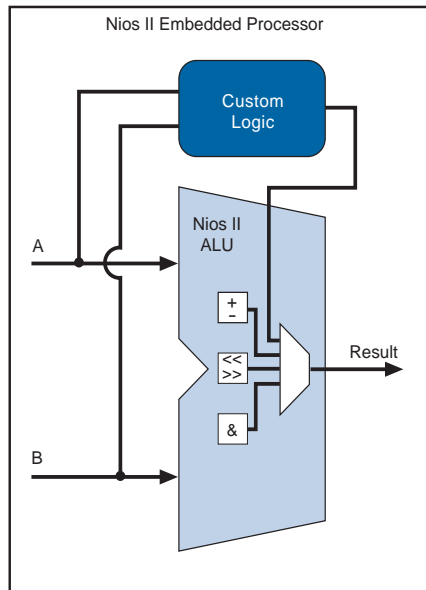 Nios II Embedded Processor
Custom
Logic
Nios II
ALU
A
+
-
<<
>>
Result
&
B